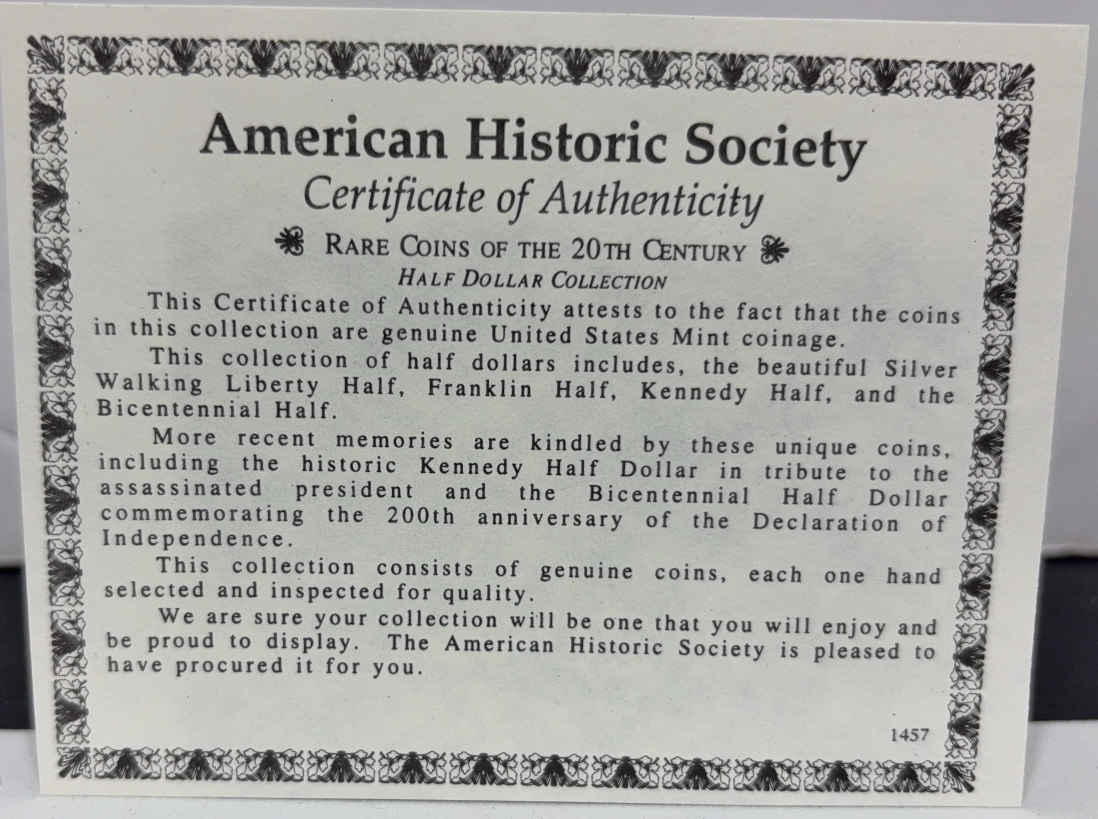 American Historic Society
Certificate of Authenticity
RARE COINS OF THE 20TH CENTURY
HALF DOLLAR COLLECTION
This Certificate of Authenticity attests to the fact that the coins
in this collection are genuine United States Mint coinage.
This collection of half dollars includes, the beautiful Silver
Walking Liberty Half, Franklin Half, Kennedy Half, and the
Bicentennial Half.
More recent memories are kindled by these unique coins,
including the historic Kennedy Half Dollar in tribute to the
assassinated president and the Bicentennial Half Dollar
commemorating the 200th anniversary of the Declaration of
Independence.
This collection consists of genuine coins, each one hand
selected and inspected for quality.
We are sure your collection will be one that you will enjoy and
be proud to display. The American Historic Society is pleased to
have procured it for you.
1457